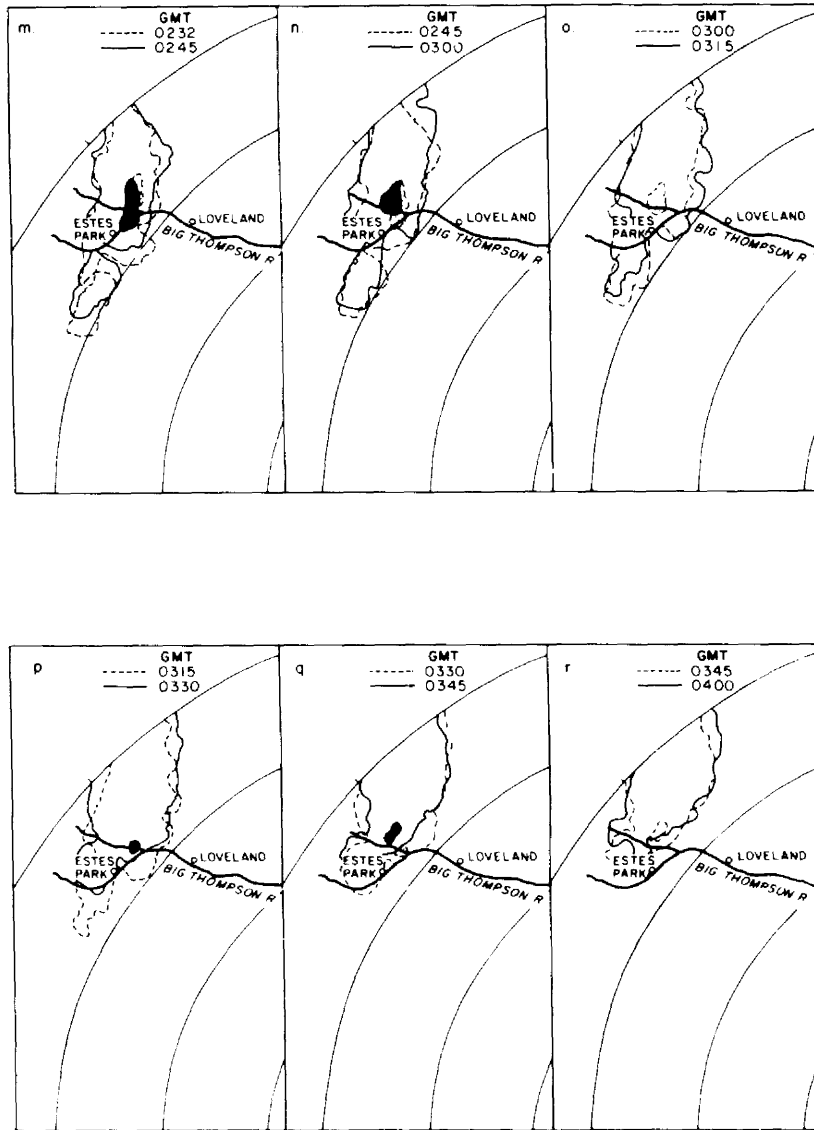 m.
GMT
0232
0245
ESTES
PARK
LOVELAND
BIG THOMPSON R.
n.
GMT
0245
0300
ESTES
PARK
LOVELAND
BIG THOMPSON R
o.
GMT
0300
0315
ESTES
PARK
LOVELAND
BIG THOMPSON R
p
GMT
0315
0330
ESTES
PARK
LOVELAND
BIG THOMPSON R
q
GMT
0330
0345
ESTES
PARK
LOVELAND
BIG THOMPSON R
r
GMT
0345
0400
ESTES
PARK
LOVELAND
BIG THOMPSON R